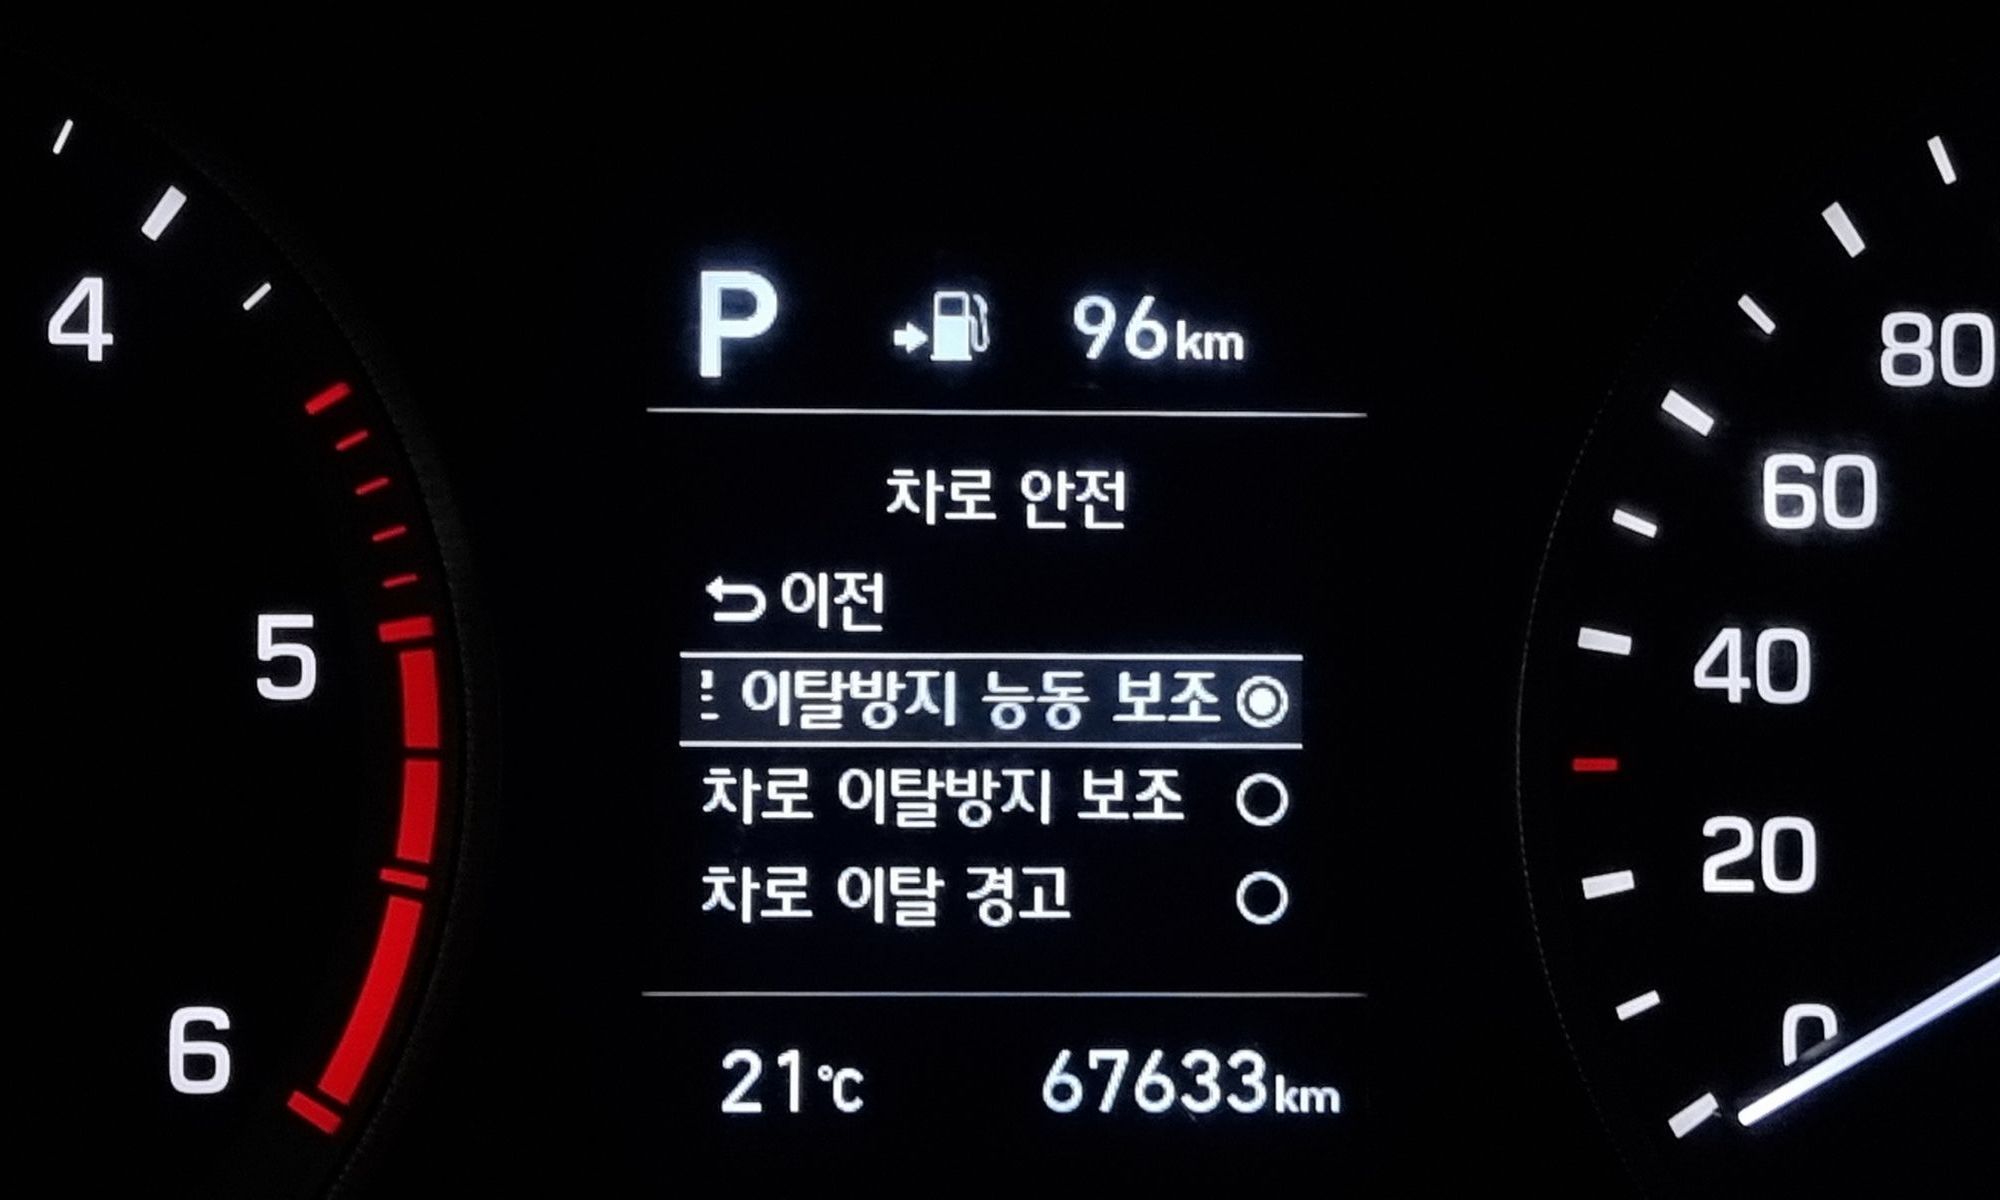 P 96km
차로 안전
이전
이탈방지 능동 보조
차로 이탈방지 보조
차로 이탈 경고
21℃ 67633km
4
5
6
80
60
40
20
0